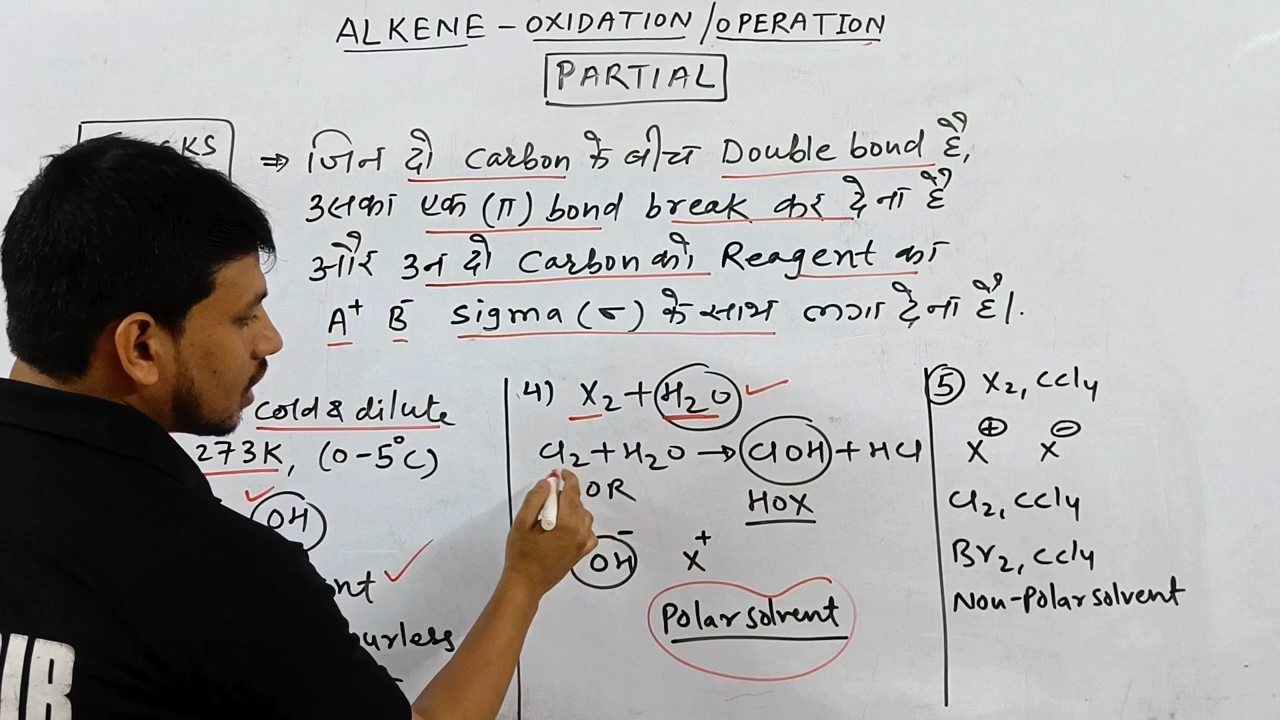 ALKENE - OXIDATION / OPERATION
PARTIAL
⇒ जिन दो Carbon के बीच Double bond है,
उसका एक (π) bond break कर देना है
और उन दो Carbon को Reagent का
A⁺ B⁻ Sigma (σ) के साथ लगा देना है।
cold & dilute
273K, (0-5°C)
OH
4) X₂ + H₂O
Cl₂ + H₂O → ClOH + HCl
OR
HOX
OH⁻ X⁺
Polar solvent
⑤ X₂, CCl₄
X⊕ X⊖
Cl₂, CCl₄
Br₂, CCl₄
Non-Polar solvent